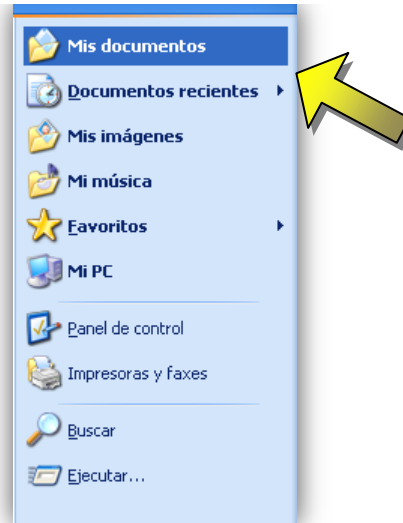 Mis documentos
Documentos recientes
Mis imágenes
Mi música
Favoritos
Mi PC
Panel de control
Impresoras y faxes
Buscar
Ejecutar...